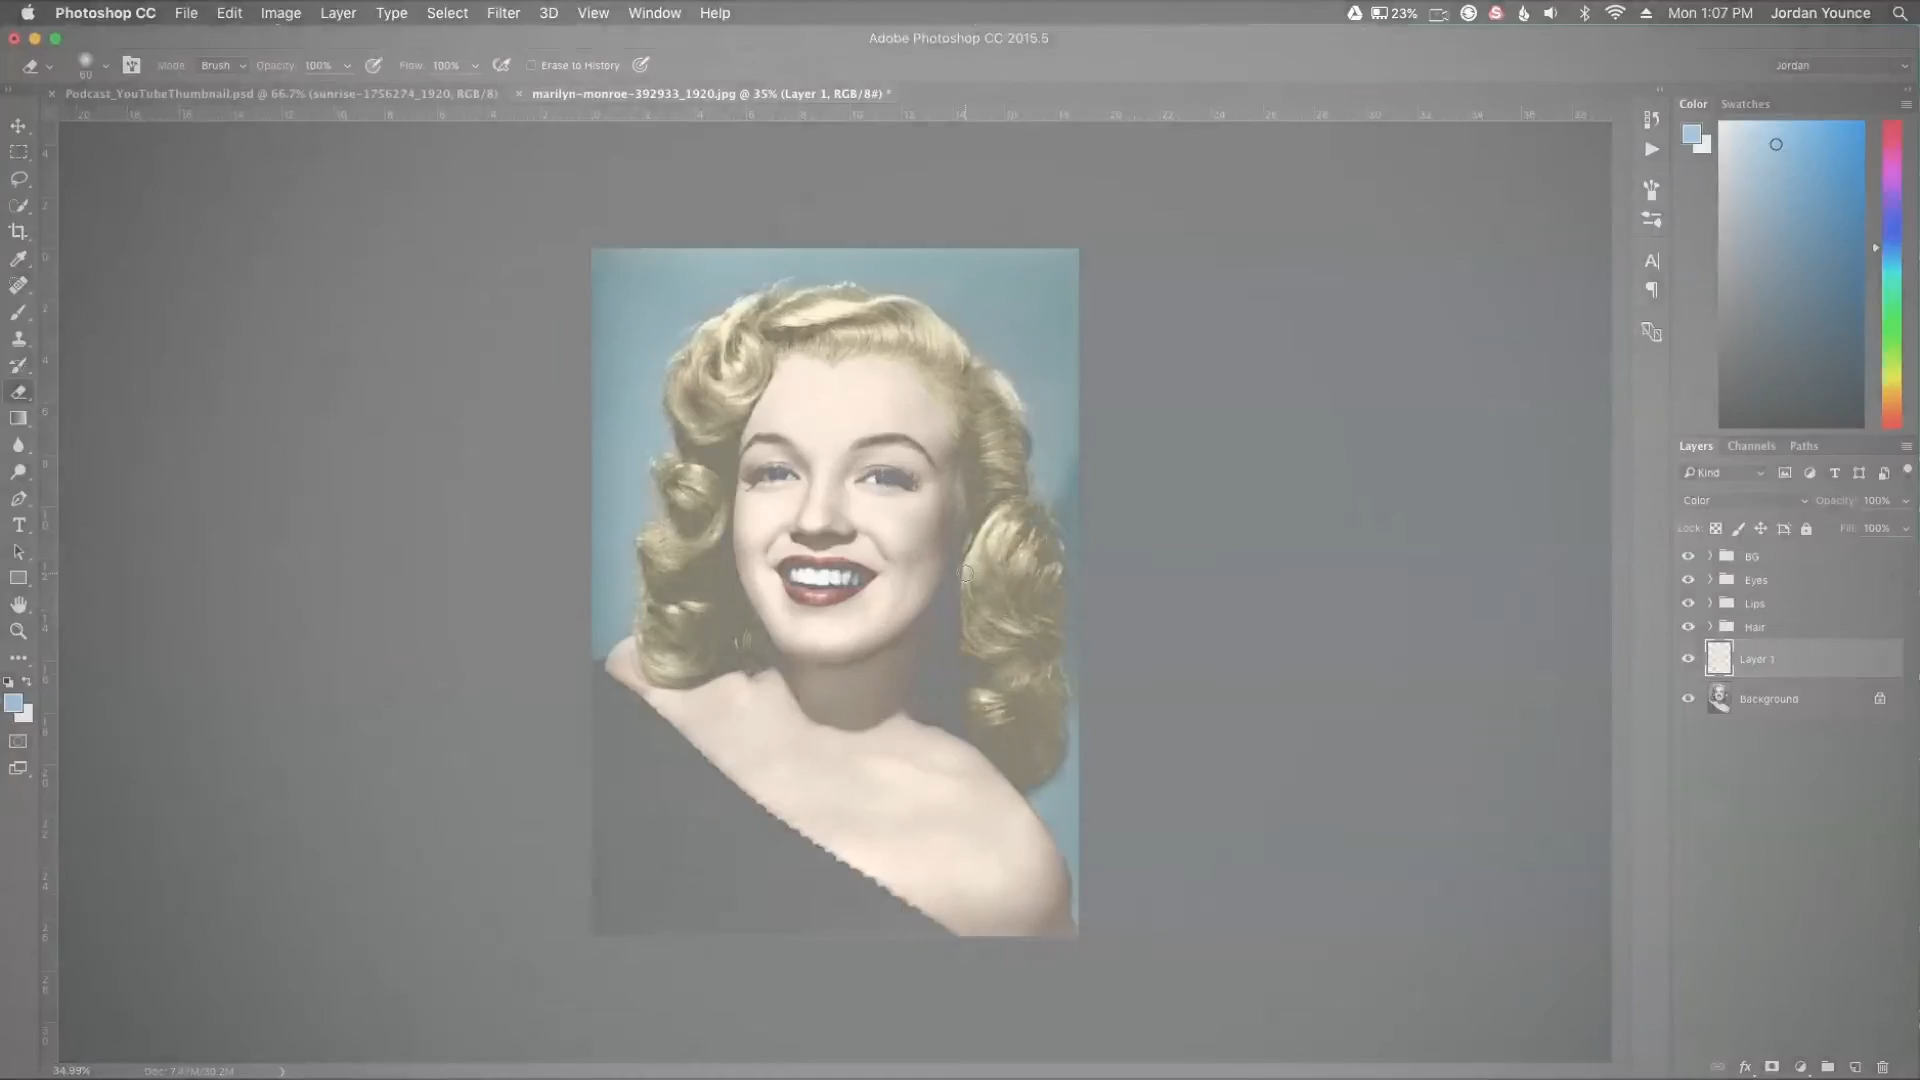 Photoshop CC File Edit Image Layer Type Select Filter 3D View Window Help 23% Mon 1:07 PM Jordan Younce
Adobe Photoshop CC 2015.5
60 Mode: Brush Opacity: 100% Flow: 100% Erase to History Jordan
× Podcast_YouTubeThumbnail.psd @ 66.7% (sunrise-1756274_1920, RGB/8) × marilyn-monroe-392933_1920.jpg @ 35% (Layer 1, RGB/8#) *
Color Swatches
Layers Channels Paths
Kind
Color Opacity: 100%
Lock: Fill: 100%
BG
Eyes
Lips
Hair
Layer 1
Background
34.99%